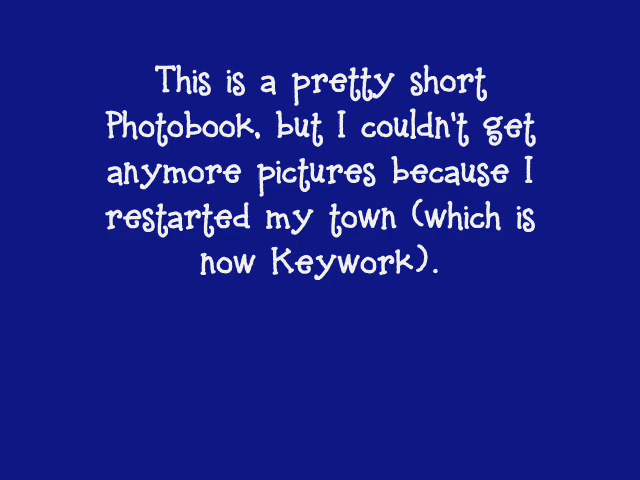 This is a pretty short
Photobook, but I couldn't get
anymore pictures because I
restarted my town (which is
now Keywork).